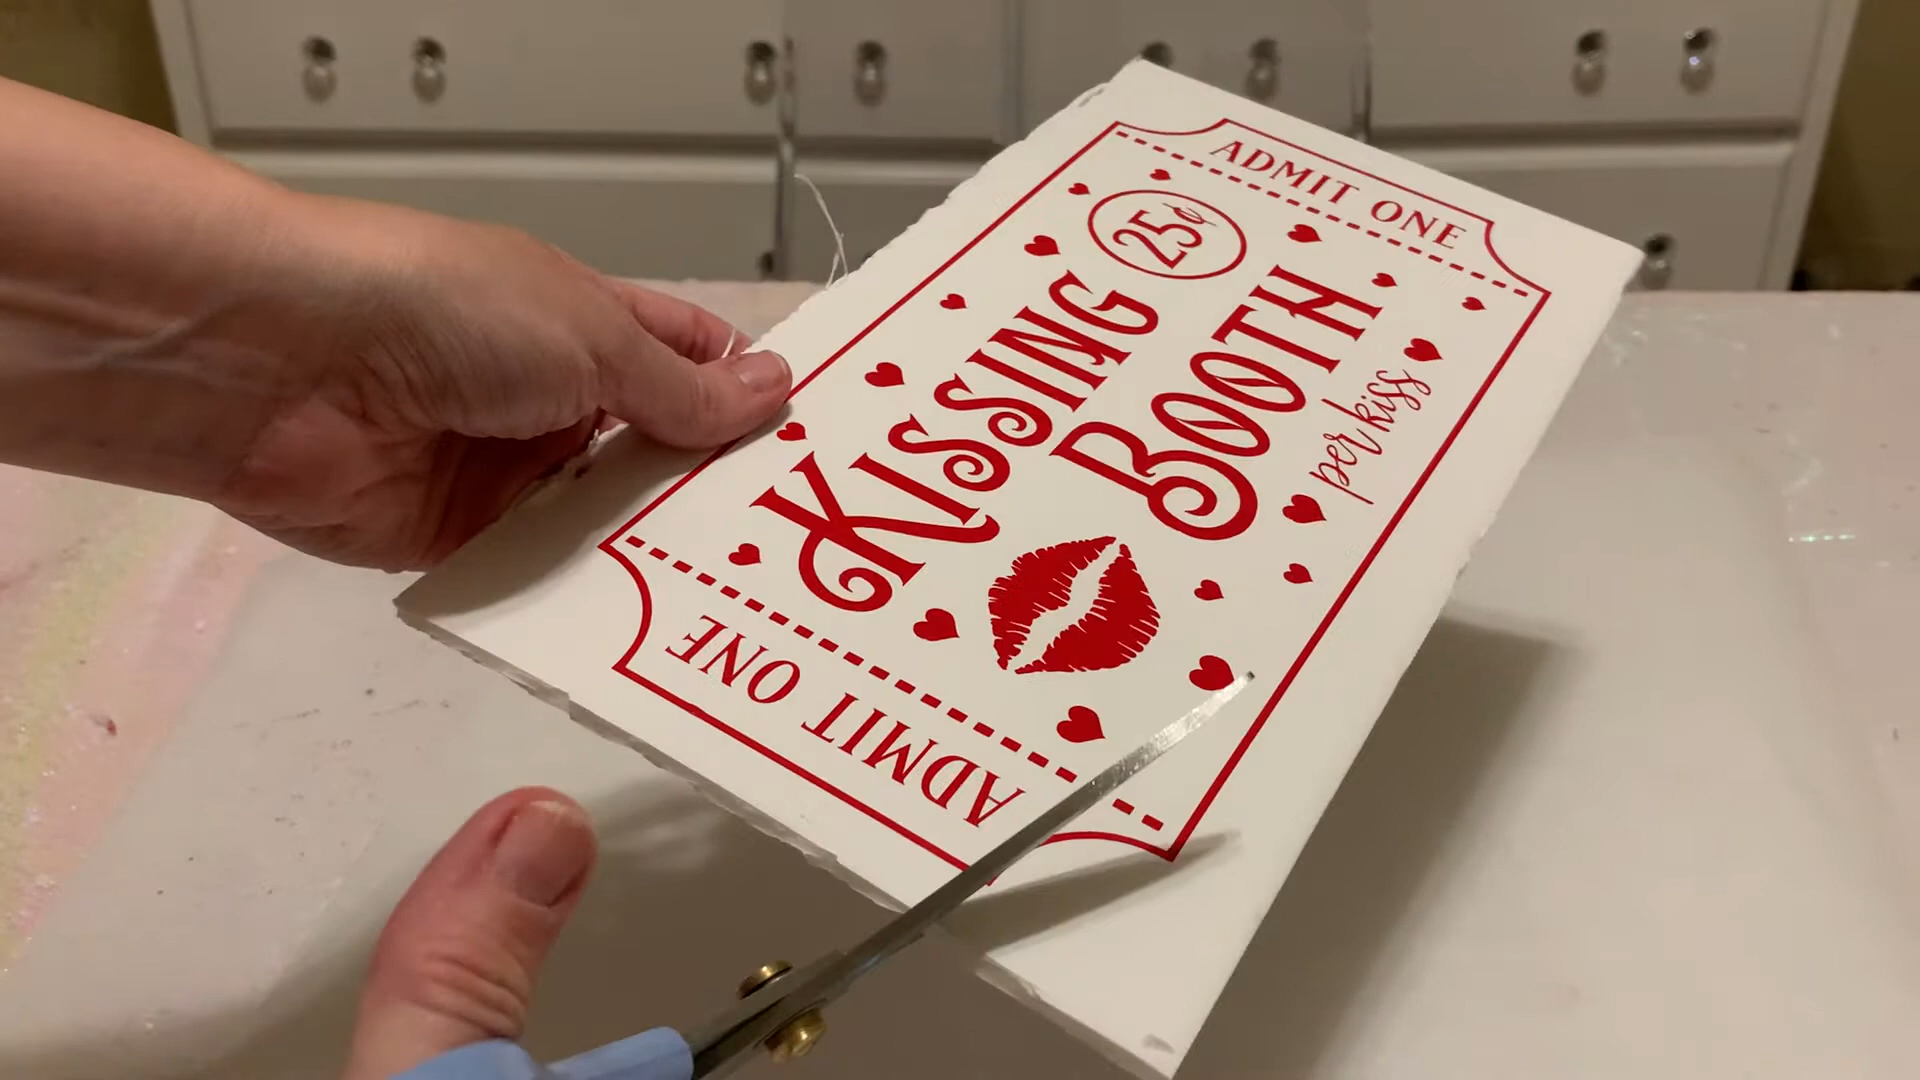 ADMIT ONE
KISSING
25¢
BOOTH
per kiss
ADMIT ONE